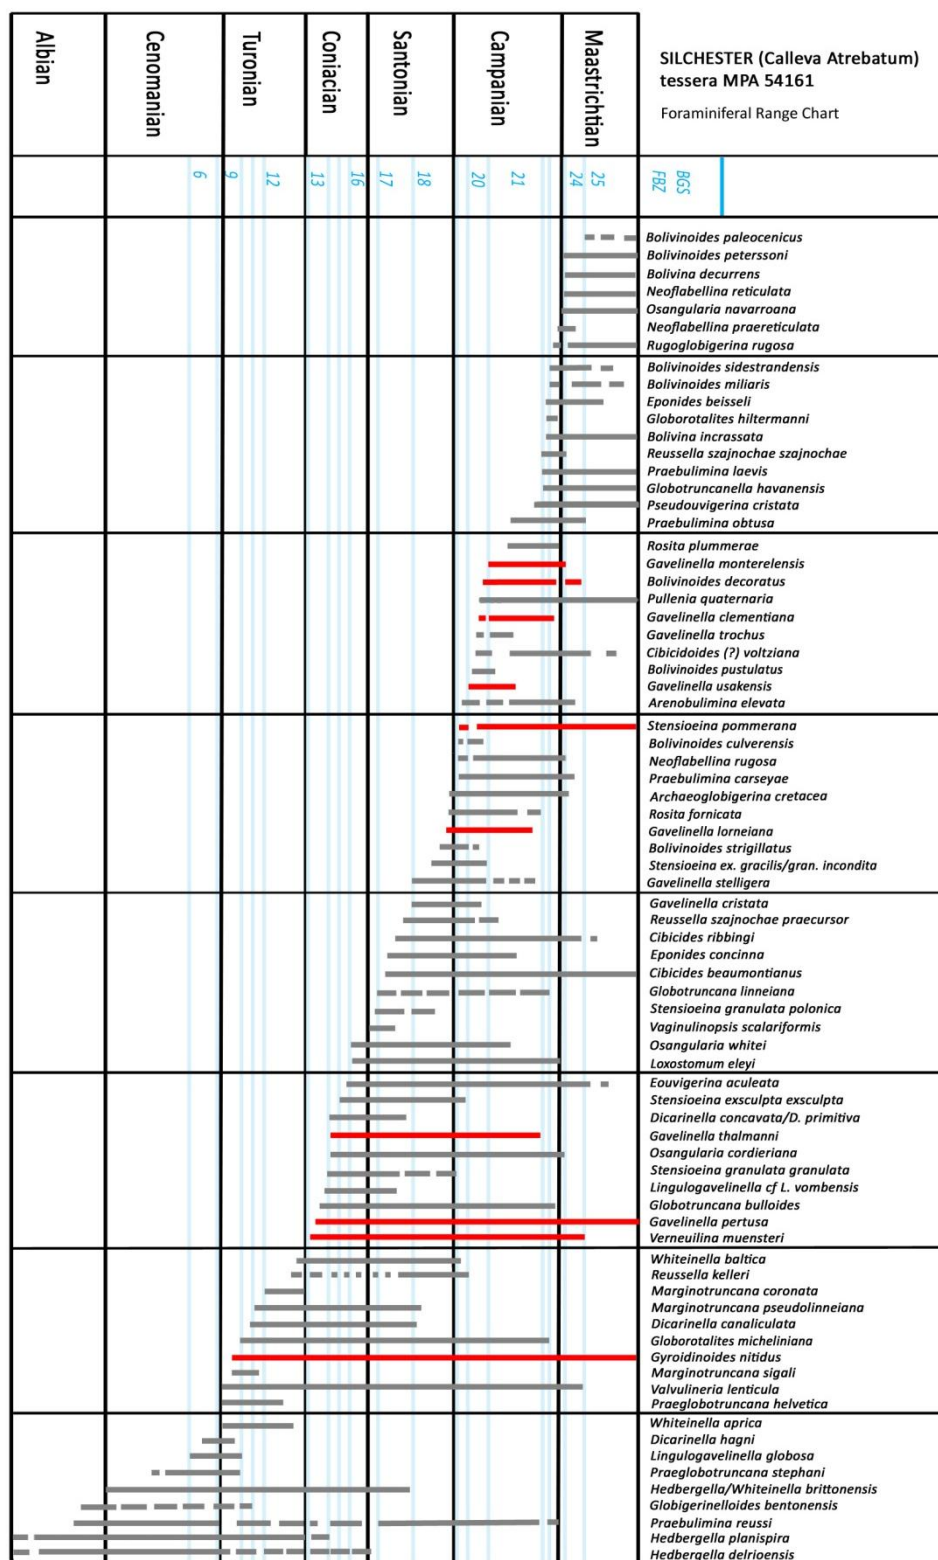 Albian
Cenomanian
Turonian
Coniacian
Santonian
Campanian
Maastrichtian
SILCHESTER (Calleva Atrebatum)
tessera MPA 54161
Foraminiferal Range Chart
6
9
12
13
16
17
18
20
21
24
25
BGS
FBZ
Bolivinoides paleocenicus
Bolivinoides peterssoni
Bolivina decurrens
Neoflabellina reticulata
Osangularia navarroana
Neoflabellina praereticulata
Rugoglobigerina rugosa
Bolivinoides sidestrandensis
Bolivinoides miliaris
Eponides beisseli
Globorotalites hiltermanni
Bolivina incrassata
Reussella szajnochae szajnochae
Praebulimina laevis
Globotruncanella havanensis
Pseudouvigerina cristata
Praebulimina obtusa
Rosita plummerae
Gavelinella monterelensis
Bolivinoides decoratus
Pullenia quaternaria
Gavelinella clementiana
Gavelinella trochus
Cibicidoides (?) voltziana
Bolivinoides pustulatus
Gavelinella usakensis
Arenobulimina elevata
Stensioeina pommerana
Bolivinoides culverensis
Neoflabellina rugosa
Praebulimina carseyae
Archaeoglobigerina cretacea
Rosita fornicata
Gavelinella lorneiana
Bolivinoides strigillatus
Stensioeina ex. gracilis/gran. incondita
Gavelinella stelligera
Gavelinella cristata
Reussella szajnochae praecursor
Cibicides ribbingi
Eponides concinna
Cibicides beaumontianus
Globotruncana linneiana
Stensioeina granulata polonica
Vaginulinopsis scalariformis
Osangularia whitei
Loxostomum eleyi
Eouvigerina aculeata
Stensioeina exsculpta exsculpta
Dicarinella concavata/D. primitiva
Gavelinella thalmanni
Osangularia cordieriana
Stensioeina granulata granulata
Lingulogavelinella cf L. vombensis
Globotruncana bulloides
Gavelinella pertusa
Verneuilina muensteri
Whiteinella baltica
Reussella kelleri
Marginotruncana coronata
Marginotruncana pseudolinneiana
Dicarinella canaliculata
Globorotalites micheliniana
Gyroidinoides nitidus
Marginotruncana sigali
Valvulineria lenticula
Praeglobotruncana helvetica
Whiteinella aprica
Dicarinella hagni
Lingulogavelinella globosa
Praeglobotruncana stephani
Hedbergella/Whiteinella brittonensis
Globigerinelloides bentonensis
Praebulimina reussi
Hedbergella planispira
Hedbergella delrioensis